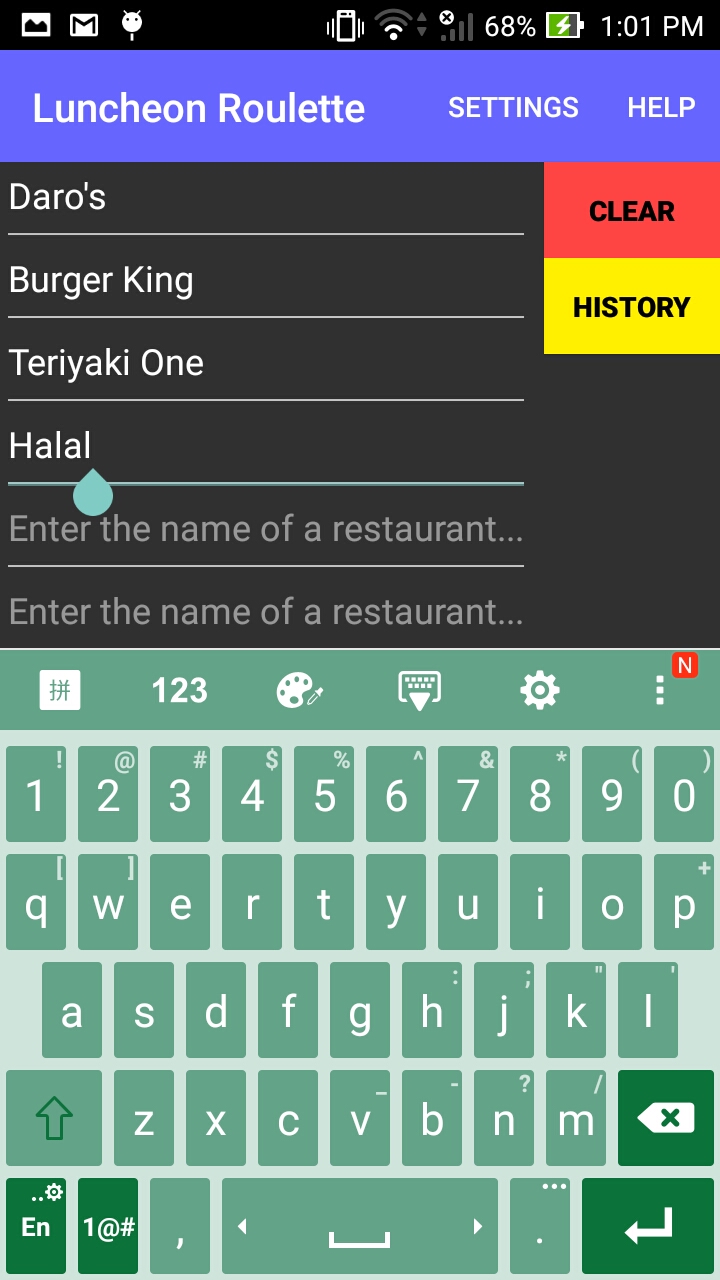 68% 1:01 PM
Luncheon Roulette SETTINGS HELP
Daro's
CLEAR
Burger King
HISTORY
Teriyaki One
Halal
Enter the name of a restaurant...
Enter the name of a restaurant...
拼 123 N
! @ # $ % ^ & * ( )
1 2 3 4 5 6 7 8 9 0
[ ] +
q w e r t y u i o p
: ; " '
a s d f g h j k l
_ - ? /
z x c v b n m
En 1@# , .